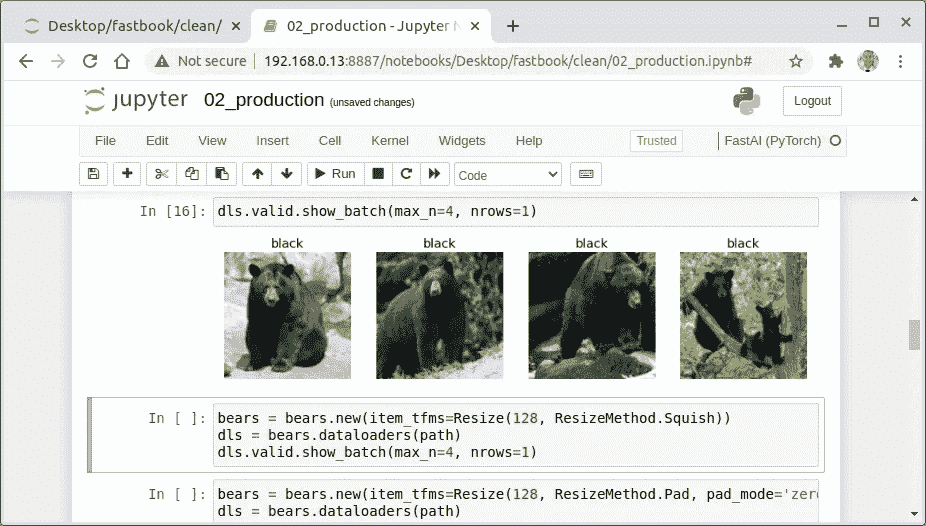 Desktop/fastbook/clean/
02_production - Jupyter N
Not secure 192.168.0.13:8887/notebooks/Desktop/fastbook/clean/02_production.ipynb#
jupyter 02_production (unsaved changes)
Logout
File Edit View Insert Cell Kernel Widgets Help Trusted FastAI (PyTorch)
Run Code
In [16]: dls.valid.show_batch(max_n=4, nrows=1)
black black black black
In [ ]: bears = bears.new(item_tfms=Resize(128, ResizeMethod.Squish))
dls = bears.dataloaders(path)
dls.valid.show_batch(max_n=4, nrows=1)
In [ ]: bears = bears.new(item_tfms=Resize(128, ResizeMethod.Pad, pad_mode='zero
dls = bears.dataloaders(path)